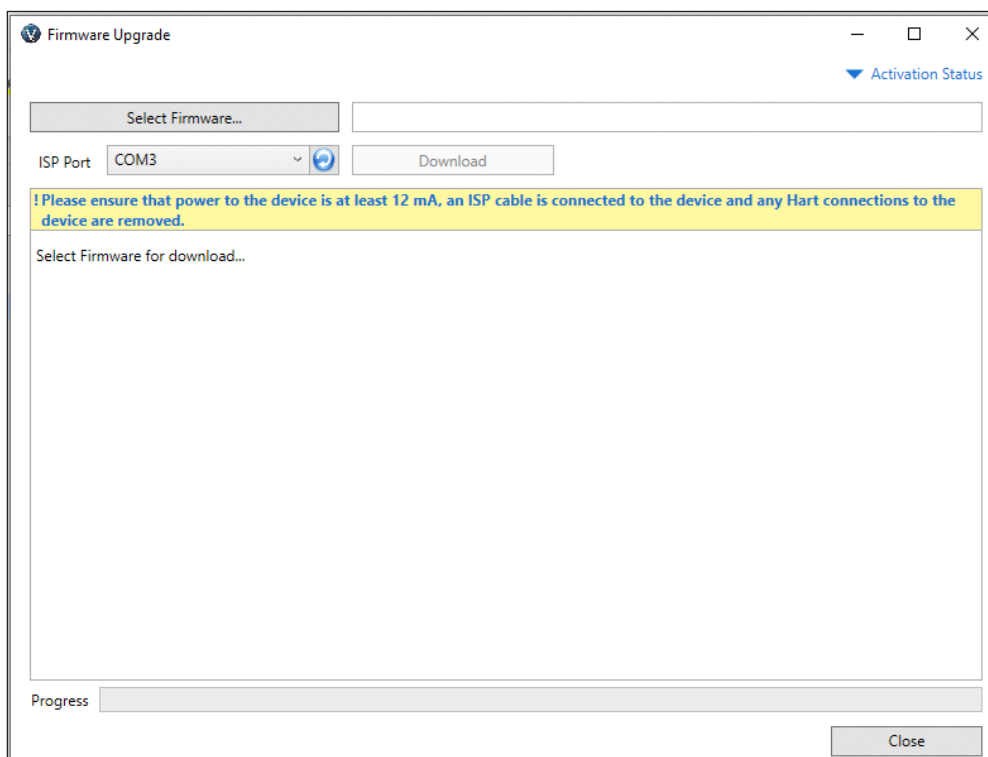 Firmware Upgrade
Activation Status
Select Firmware...
ISP Port COM3 Download
! Please ensure that power to the device is at least 12 mA, an ISP cable is connected to the device and any Hart connections to the
device are removed.
Select Firmware for download...
Progress
Close